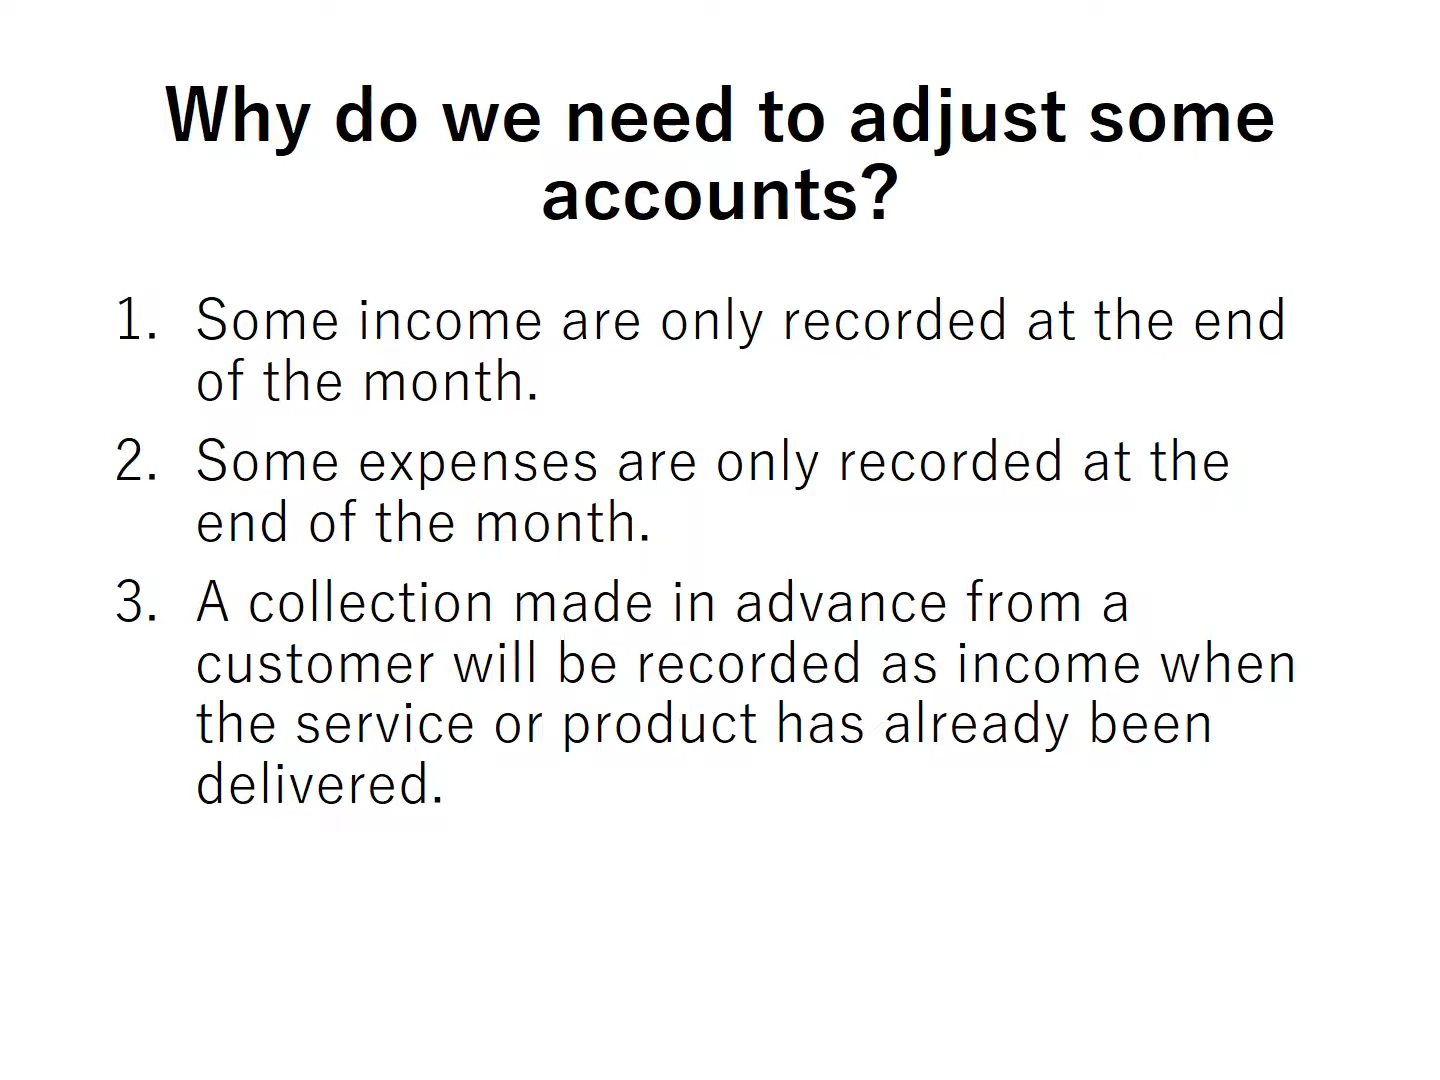 Why do we need to adjust some
accounts?
1. Some income are only recorded at the end
of the month.
2. Some expenses are only recorded at the
end of the month.
3. A collection made in advance from a
customer will be recorded as income when
the service or product has already been
delivered.